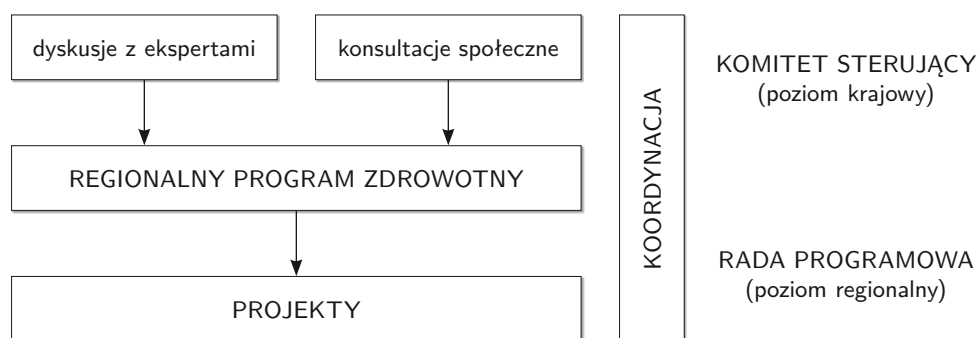 dyskusje z ekspertami
konsultacje społeczne
REGIONALNY PROGRAM ZDROWOTNY
PROJEKTY
KOORDYNACJA
KOMITET STERUJĄCY
(poziom krajowy)
RADA PROGRAMOWA
(poziom regionalny)